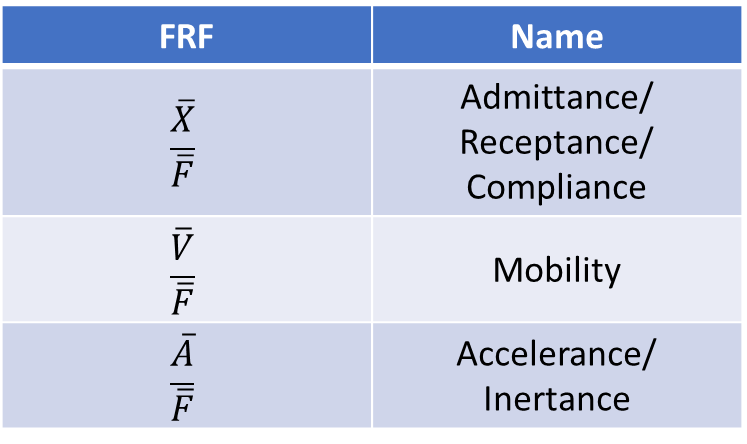 FRF Name
X̄
F̄
Admittance/
Receptance/
Compliance
V̄
F̄
Mobility
Ā
F̄
Accelerance/
Inertance